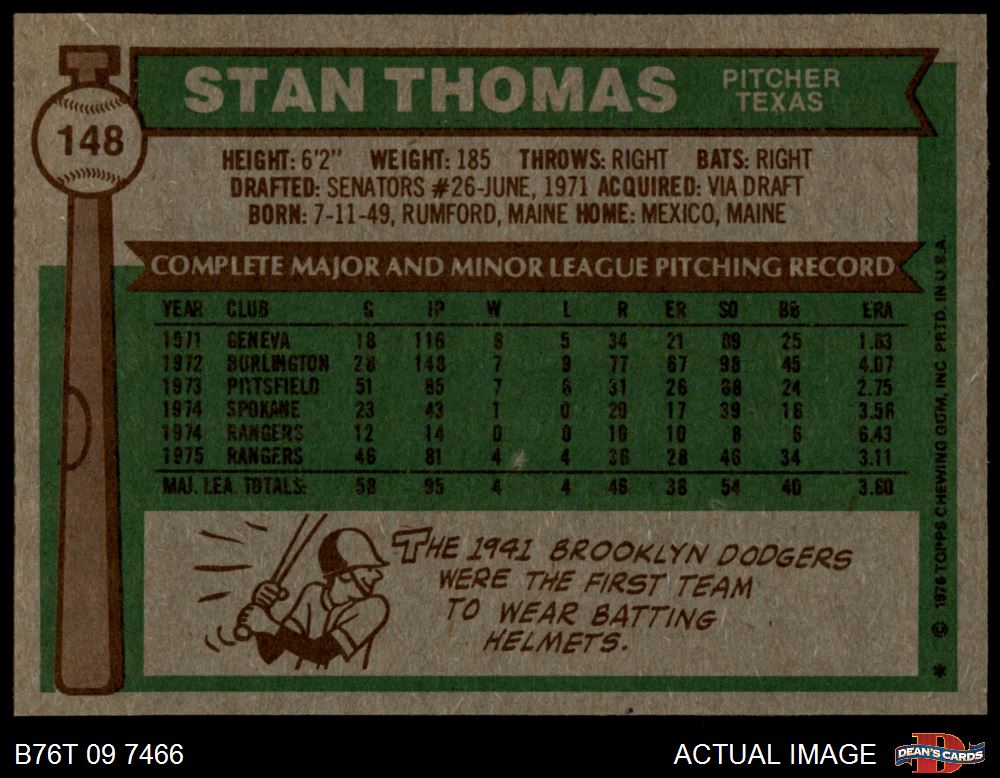 STAN THOMAS
PITCHER
TEXAS
148
HEIGHT: 6'2" WEIGHT: 185 THROWS: RIGHT BATS: RIGHT
DRAFTED: SENATORS #26-JUNE, 1971 ACQUIRED: VIA DRAFT
BORN: 7-11-49, RUMFORD, MAINE HOME: MEXICO, MAINE
COMPLETE MAJOR AND MINOR LEAGUE PITCHING RECORD
YEAR CLUB G IP W L R ER SO BB ERA
1971 GENEVA 18 116 8 5 34 21 89 25 1.63
1972 BURLINGTON 28 148 7 9 77 67 98 45 4.07
1973 PITTSFIELD 51 85 7 6 31 26 68 24 2.75
1974 SPOKANE 23 43 1 0 20 17 39 16 3.56
1974 RANGERS 12 14 0 0 10 10 8 6 6.43
1975 RANGERS 46 81 4 4 36 28 46 34 3.11
MAJ. LEA. TOTALS: 58 95 4 4 46 38 54 40 3.60
THE 1941 BROOKLYN DODGERS
WERE THE FIRST TEAM
TO WEAR BATTING
HELMETS.
* © 1976 TOPPS CHEWING GUM, INC PRTD. IN U.S.A.
B76T 09 7466
ACTUAL IMAGE
DEAN'S CARDS